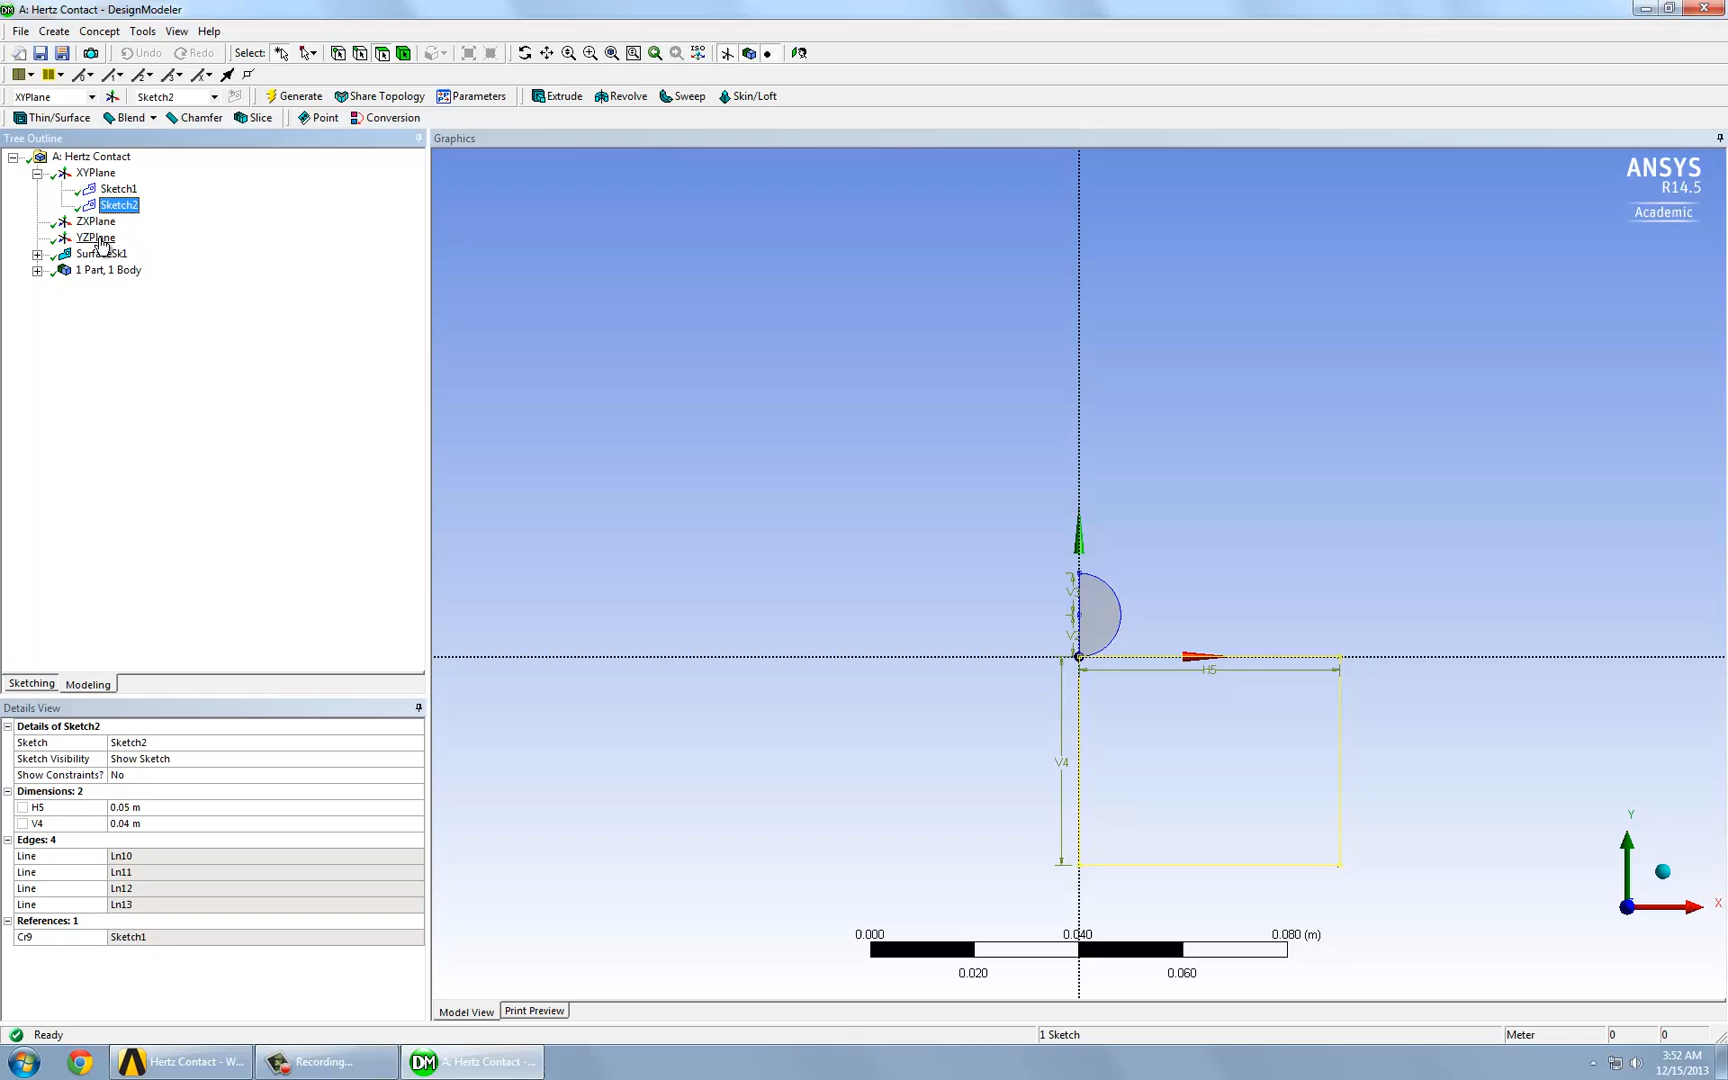 A: Hertz Contact - DesignModeler
File Create Concept Tools View Help
Undo Redo Select: ISO
XYPlane Sketch2 Generate Share Topology Parameters Extrude Revolve Sweep Skin/Loft
Thin/Surface Blend Chamfer Slice Point Conversion
Tree Outline
A: Hertz Contact
XYPlane
Sketch1
Sketch2
ZXPlane
YZPlane
1 Part, 1 Body
Sketching Modeling
Details View
Details of Sketch2
Sketch Sketch2
Sketch Visibility Show Sketch
Show Constraints? No
Dimensions: 2
H5 0.05 m
V4 0.04 m
Edges: 4
Line Ln10
Line Ln11
Line Ln12
Line Ln13
References: 1
Cr9 Sketch1
Graphics
ANSYS
R14.5
Academic
H5
V4
Y
X
0.000 0.040 0.080 (m)
0.020 0.060
Model View Print Preview
Ready 1 Sketch Meter 0 0
Hertz Contact - W... Recording... DM A: Hertz Contact -... 3:52 AM
12/15/2013